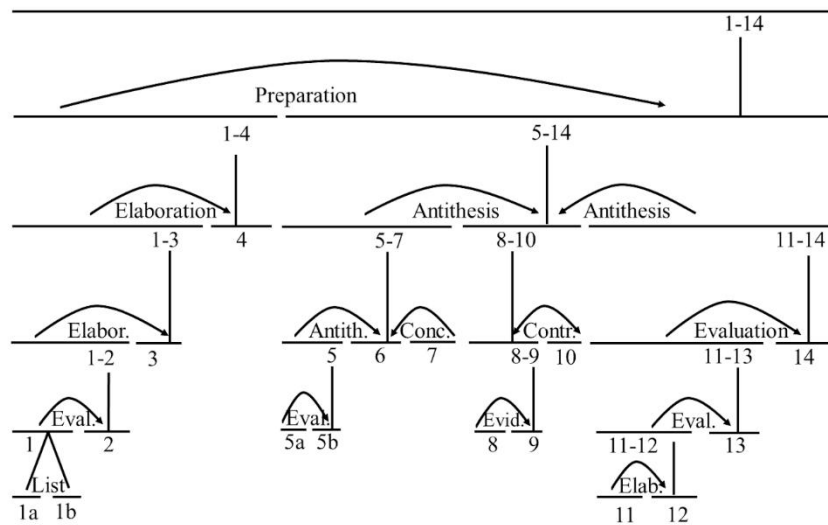 1-14
Preparation
1-4 5-14
Elaboration Antithesis Antithesis
1-3 4 5-7 8-10 11-14
Elabor. Antith. Conc. Contr. Evaluation
1-2 3 5 6 7 8-9 10 11-13 14
Eval. Eval. Evid. Eval.
1 2 5a 5b 8 9 11-12 13
List Elab.
1a 1b 11 12